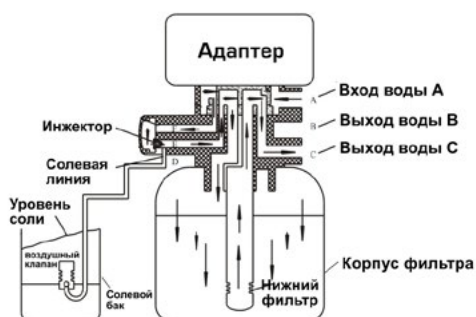 Адаптер
A
Вход воды А
B
Выход воды В
C
Выход воды С
Инжектор
Солевая
линия
D
Уровень
соли
воздушный
клапан
Солевой
бак
Нижний
фильтр
Корпус фильтра